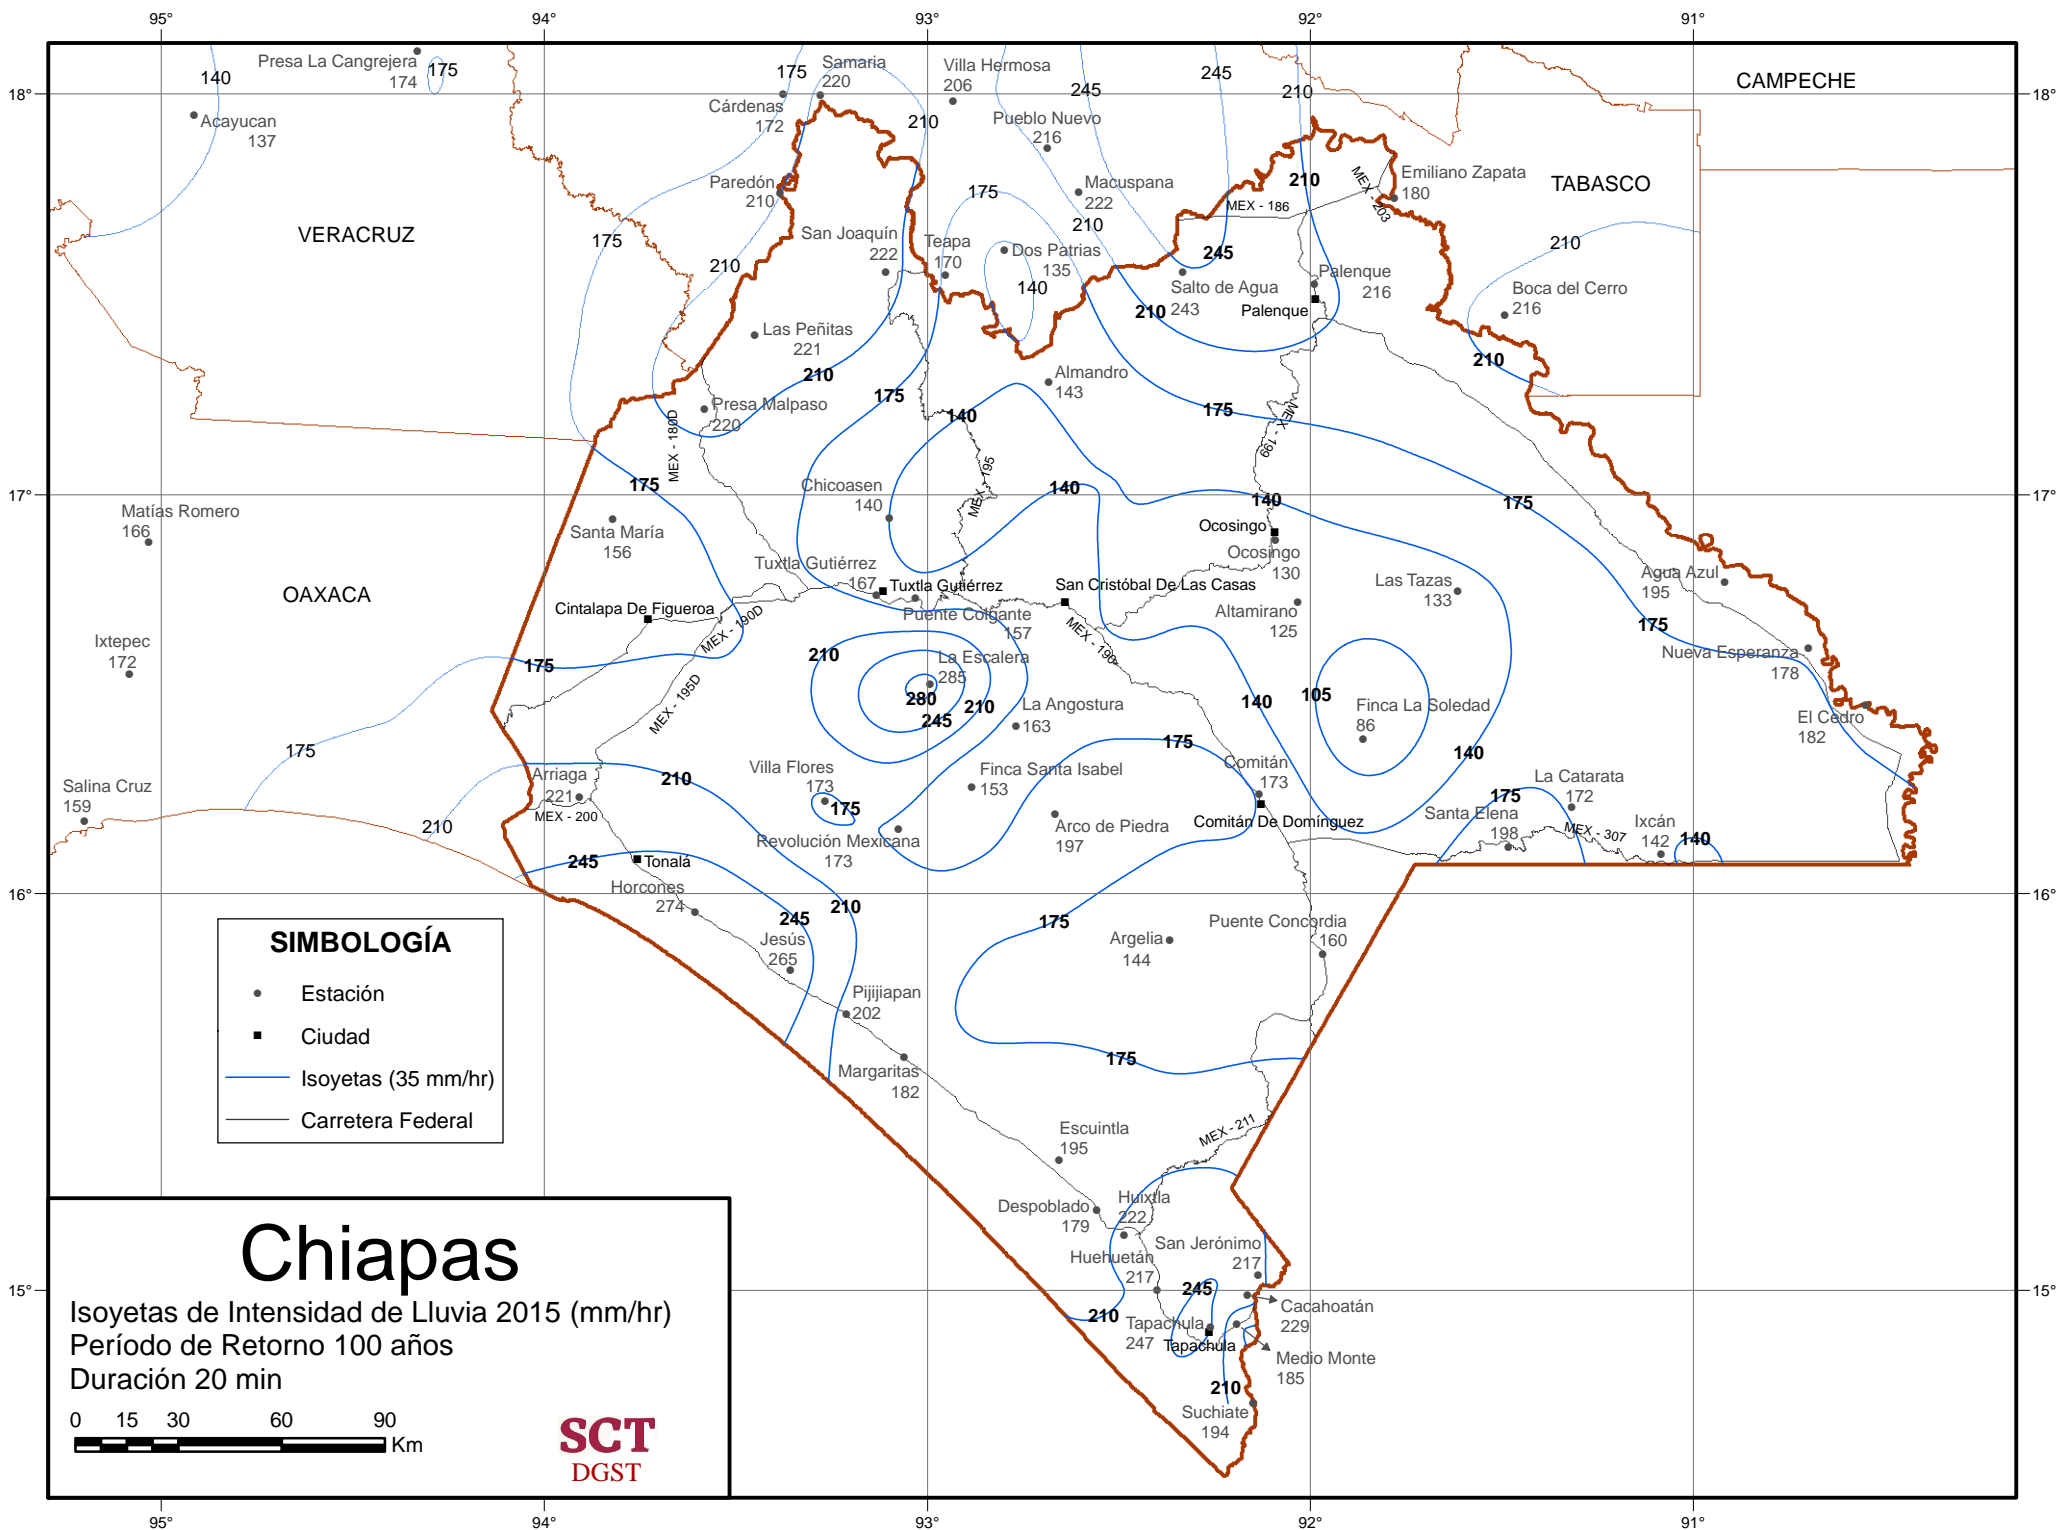 95°
94°
93°
92°
91°
Presa La Cangrejera
174
175
140
Acayucan
137
175
Samaria
220
Cárdenas
172
Villa Hermosa
206
210
245
245
210
CAMPECHE
18°
18°
Pueblo Nuevo
216
Paredón
210
175
Macuspana
222
210
210
MEX - 186
MEX - 203
Emiliano Zapata
180
TABASCO
VERACRUZ
175
210
San Joaquín
222
Teapa
170
Dos Patrias
135
140
245
210
Salto de Agua
243
Palenque
216
Palenque
210
Boca del Cerro
216
210
Las Peñitas
221
210
175
Almandro
143
Presa Malpaso
220
MEX - 180D
140
175
MEX - 199
17°
17°
175
Chicoasen
140
MEX - 195
140
140
175
Matías Romero
166
Santa María
156
Ocosingo
Ocosingo
130
OAXACA
Tuxtla Gutiérrez
167
Tuxtla Gutiérrez
San Cristóbal De Las Casas
Las Tazas
133
Agua Azul
195
Cintalapa De Figueroa
MEX - 190D
Puente Colgante
157
MEX - 190
Altamirano
125
175
Ixtepec
172
175
210
La Escalera
285
280
245
210
Nueva Esperanza
178
MEX - 195D
La Angostura
163
140
105
Finca La Soledad
86
El Cedro
182
175
175
140
Salina Cruz
159
Arriaga
221
210
Villa Flores
173
175
Finca Santa Isabel
153
Comitán
173
La Catarata
172
175
210
MEX - 200
Revolución Mexicana
173
Arco de Piedra
197
Comitán De Domínguez
Santa Elena
198
MEX - 307
Ixcán
142
140
245
Tonalá
Horcones
274
16°
16°
245
210
175
SIMBOLOGÍA
Estación
Ciudad
Isoyetas (35 mm/hr)
Carretera Federal
Jesús
265
Argelia
144
Puente Concordia
160
Pijijiapan
202
Margaritas
182
175
MEX - 211
Escuintla
195
Despoblado
179
Huixtla
222
San Jerónimo
217
Huehuetán
217
15°
15°
245
210
Cacahoatán
229
Tapachula
247
Tapachula
Medio Monte
185
210
Suchiate
194
Chiapas
Isoyetas de Intensidad de Lluvia 2015 (mm/hr)
Período de Retorno 100 años
Duración 20 min
0 15 30 60 90
Km
SCT
DGST
95°
94°
93°
92°
91°